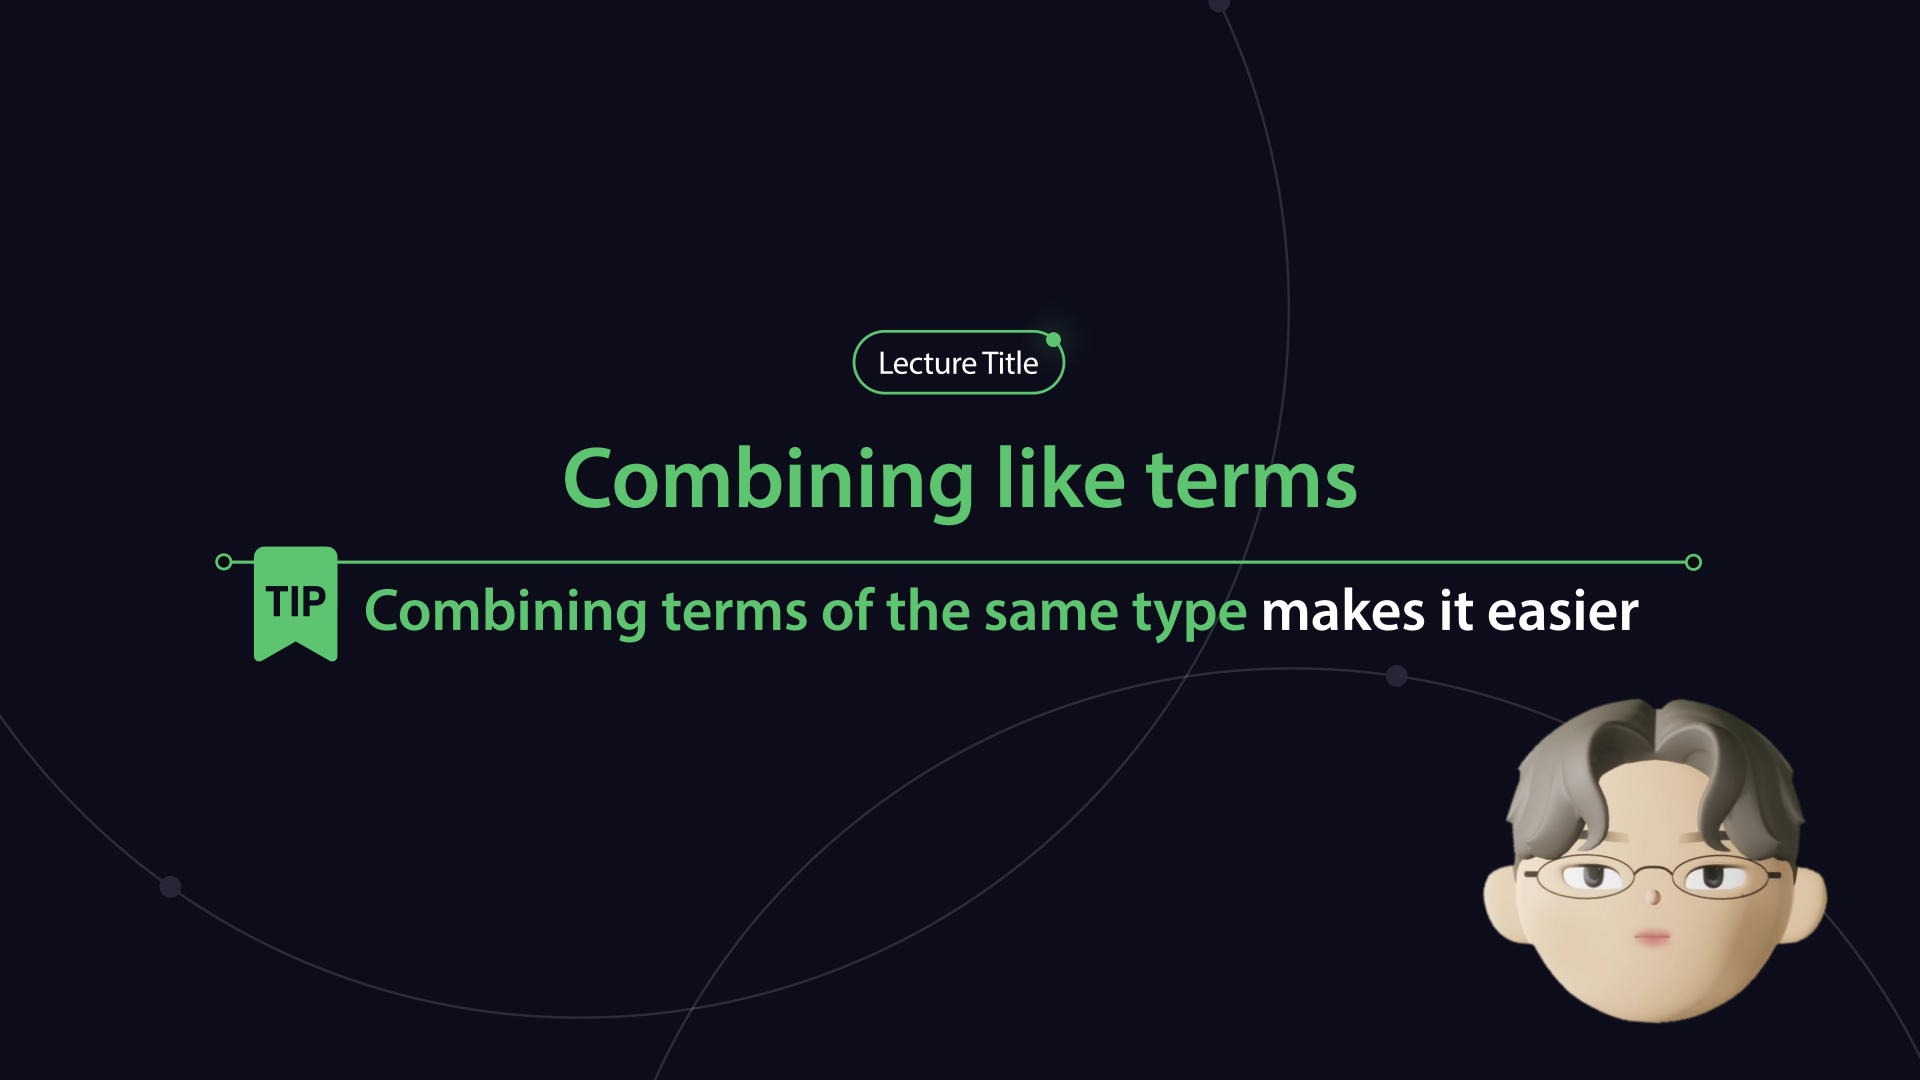 Lecture Title
Combining like terms
TIP
Combining terms of the same type makes it easier